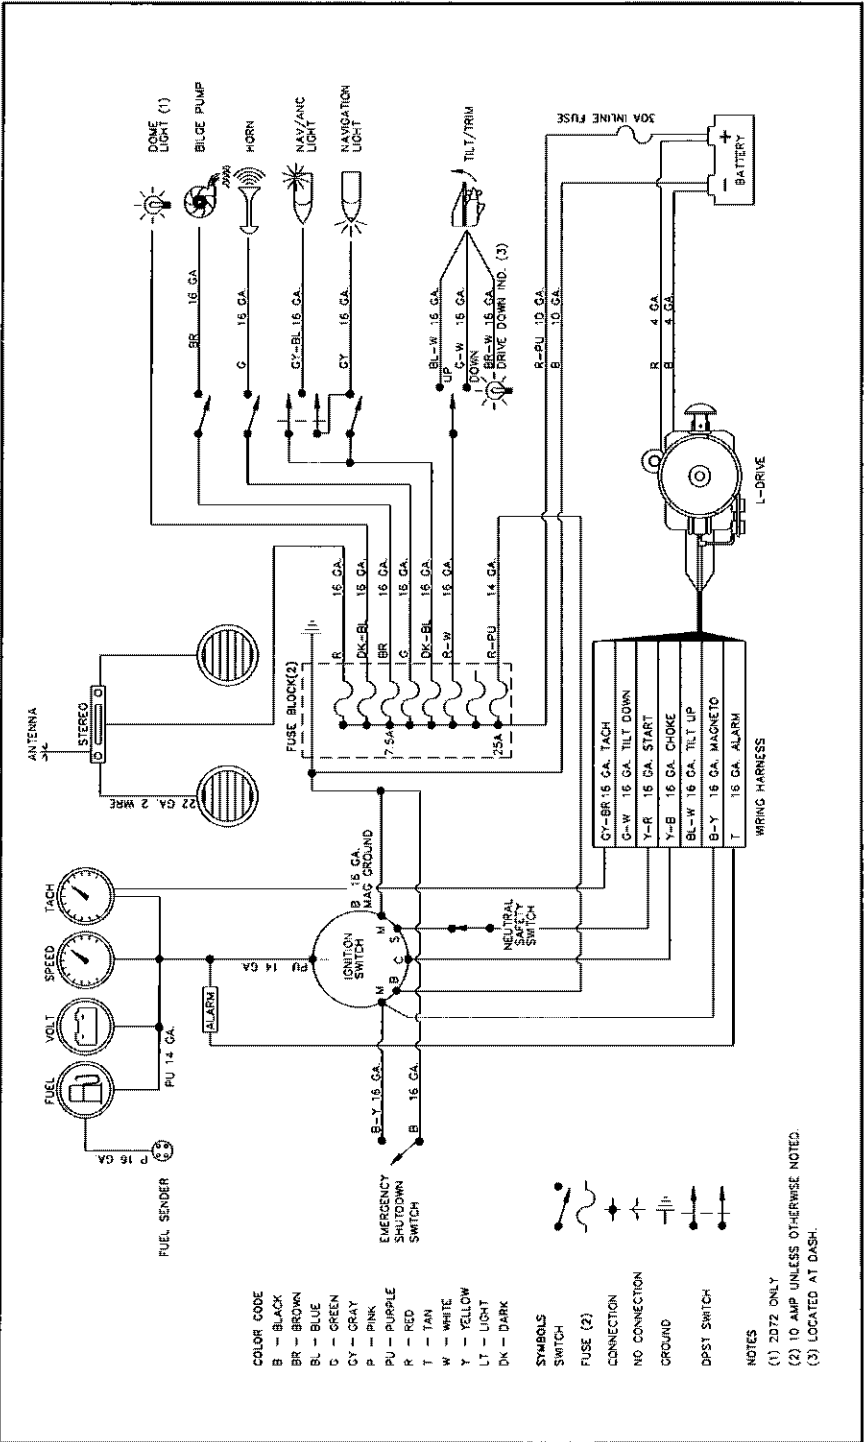 DOME
LIGHT (1)
BILGE PUMP
HORN
NAV/ANC
LIGHT
NAVIGATION
LIGHT
TILT/TRIM
30A INLINE FUSE
BATTERY
+
−
BR 16 GA
G 16 GA.
GY-BL 16 GA.
GY 16 GA.
BL-W 16 GA.
UP
G-W 16 GA.
DOWN
BR-W 16 GA.
DRIVE DOWN IND. (3)
R-PU 10 GA.
B 10 GA.
R 4 GA.
B 4 GA.
L-DRIVE
ANTENNA
STEREO
22 GA. 2 WRE
FUSE BLOCK(2)
7.5A
25A
R 16 GA.
DK-BL 16 GA.
BR 16 GA.
G 16 GA.
DK-BL 16 GA.
R-W 16 GA.
R-PU 14 GA.
GY-BR 16 GA. TACH
G-W 16 GA. TILT DOWN
Y-R 16 GA. START
Y-B 16 GA. CHOKE
BL-W 16 GA. TILT UP
B-Y 16 GA. MAGNETO
T 16 GA. ALARM
WIRING HARNESS
TACH
SPEED
VOLT
FUEL
PU 14 GA.
P 16 GA.
FUEL SENDER
ALARM
PU 14 GA
B 16 GA.
MAG GROUND
IGNITION
SWITCH
M
S
C
B
M
NEUTRAL
SAFETY
SWITCH
B-Y 16 GA.
B 16 GA.
EMERGENCY
SHUTDOWN
SWITCH
COLOR CODE
B - BLACK
BR - BROWN
BL - BLUE
G - GREEN
GY - GRAY
P - PINK
PU - PURPLE
R - RED
T - TAN
W - WHITE
Y - YELLOW
LT - LIGHT
DK - DARK
SYMBOLS
SWITCH
FUSE (2)
CONNECTION
NO CONNECTION
GROUND
DPST SWITCH
NOTES
(1) 2072 ONLY
(2) 10 AMP UNLESS OTHERWISE NOTED.
(3) LOCATED AT DASH.